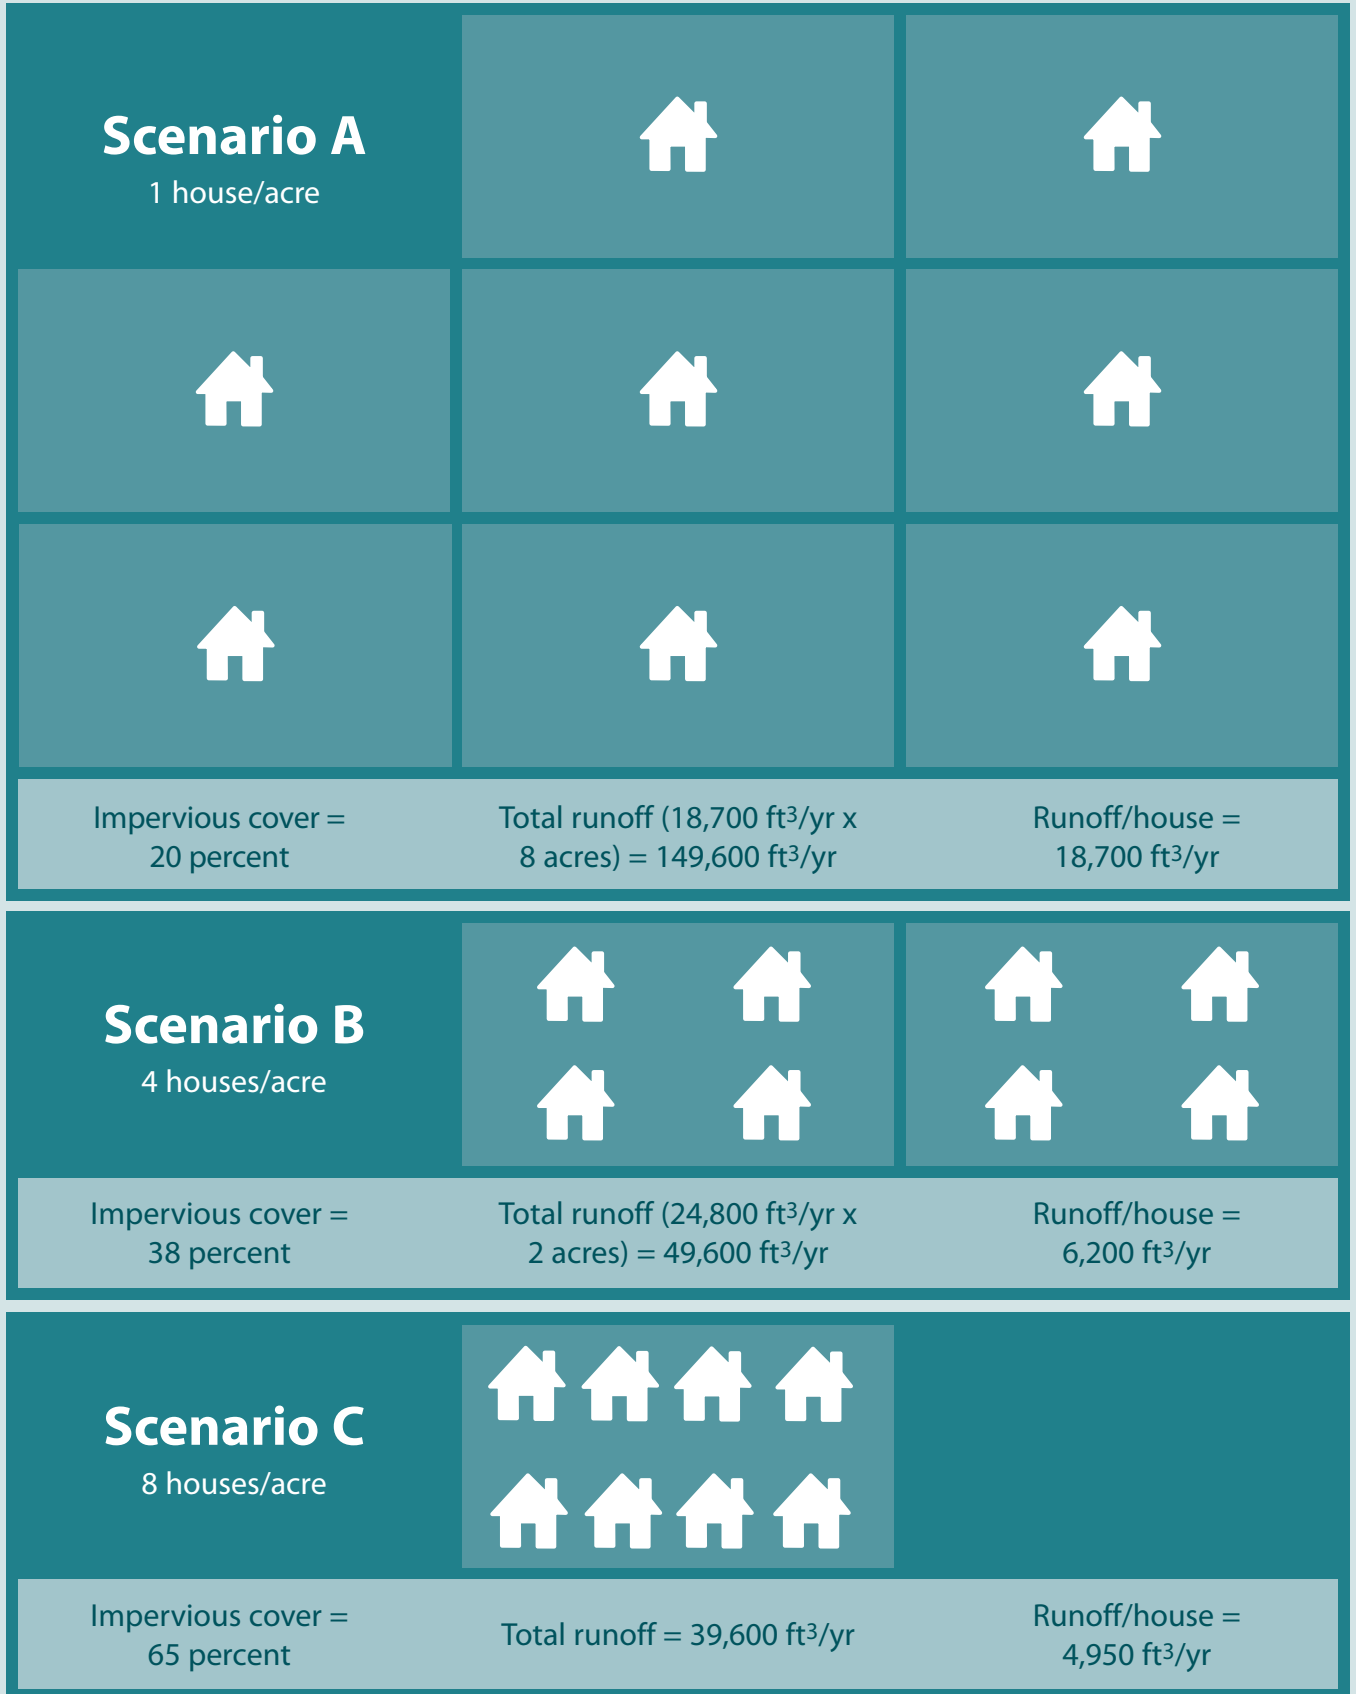 Scenario A
1 house/acre
Impervious cover =
20 percent
Total runoff (18,700 ft³/yr x
8 acres) = 149,600 ft³/yr
Runoff/house =
18,700 ft³/yr
Scenario B
4 houses/acre
Impervious cover =
38 percent
Total runoff (24,800 ft³/yr x
2 acres) = 49,600 ft³/yr
Runoff/house =
6,200 ft³/yr
Scenario C
8 houses/acre
Impervious cover =
65 percent
Total runoff = 39,600 ft³/yr
Runoff/house =
4,950 ft³/yr